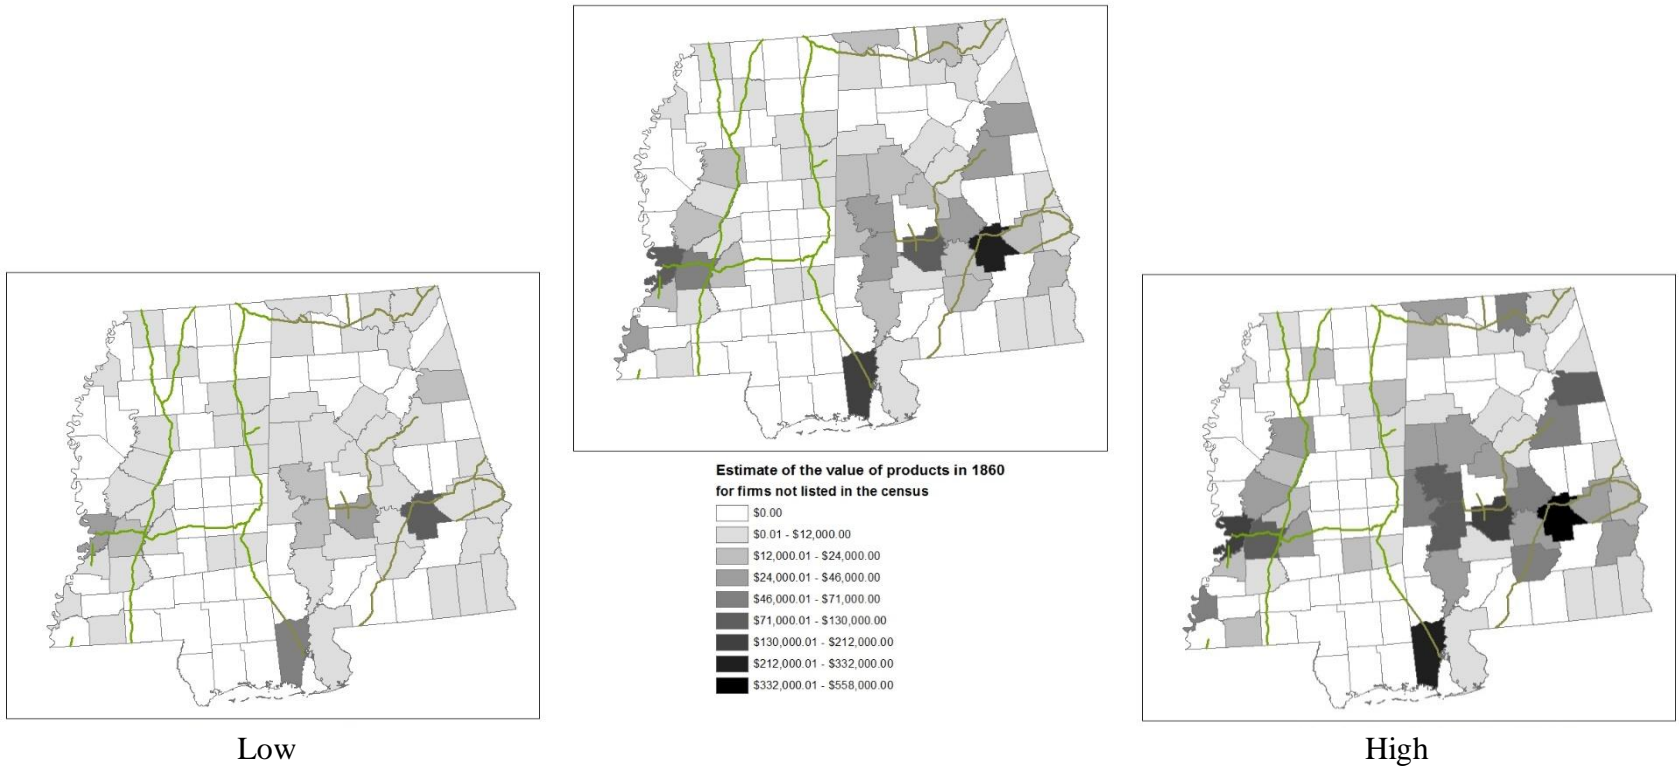 Estimate of the value of products in 1860
for firms not listed in the census
$0.00
$0.01 - $12,000.00
$12,000.01 - $24,000.00
$24,000.01 - $46,000.00
$46,000.01 - $71,000.00
$71,000.01 - $130,000.00
$130,000.01 - $212,000.00
$212,000.01 - $332,000.00
$332,000.01 - $558,000.00
Low
High